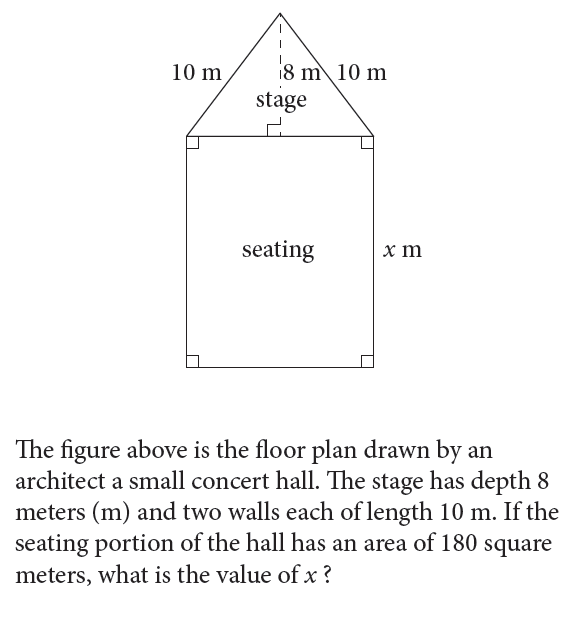 10 m 8 m 10 m
stage
seating x m
The figure above is the floor plan drawn by an
architect a small concert hall. The stage has depth 8
meters (m) and two walls each of length 10 m. If the
seating portion of the hall has an area of 180 square
meters, what is the value of x ?